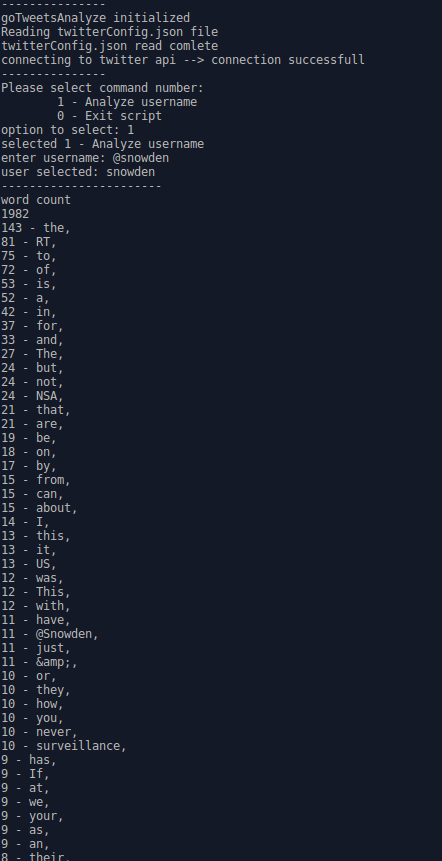 ---------------
goTweetsAnalyze initialized
Reading twitterConfig.json file
twitterConfig.json read comlete
connecting to twitter api --> connection successfull
---------------
Please select command number:
1 - Analyze username
0 - Exit script
option to select: 1
selected 1 - Analyze username
enter username: @snowden
user selected: snowden
-----------------------
word count
1982
143 - the,
81 - RT,
75 - to,
72 - of,
53 - is,
52 - a,
42 - in,
37 - for,
33 - and,
27 - The,
24 - but,
24 - not,
24 - NSA,
21 - that,
21 - are,
19 - be,
18 - on,
17 - by,
15 - from,
15 - can,
15 - about,
14 - I,
13 - this,
13 - it,
13 - US,
12 - was,
12 - This,
12 - with,
11 - have,
11 - @Snowden,
11 - just,
11 - &amp;,
10 - or,
10 - they,
10 - how,
10 - you,
10 - never,
10 - surveillance,
9 - has,
9 - If,
9 - at,
9 - we,
9 - your,
9 - as,
9 - an,
8 - their,